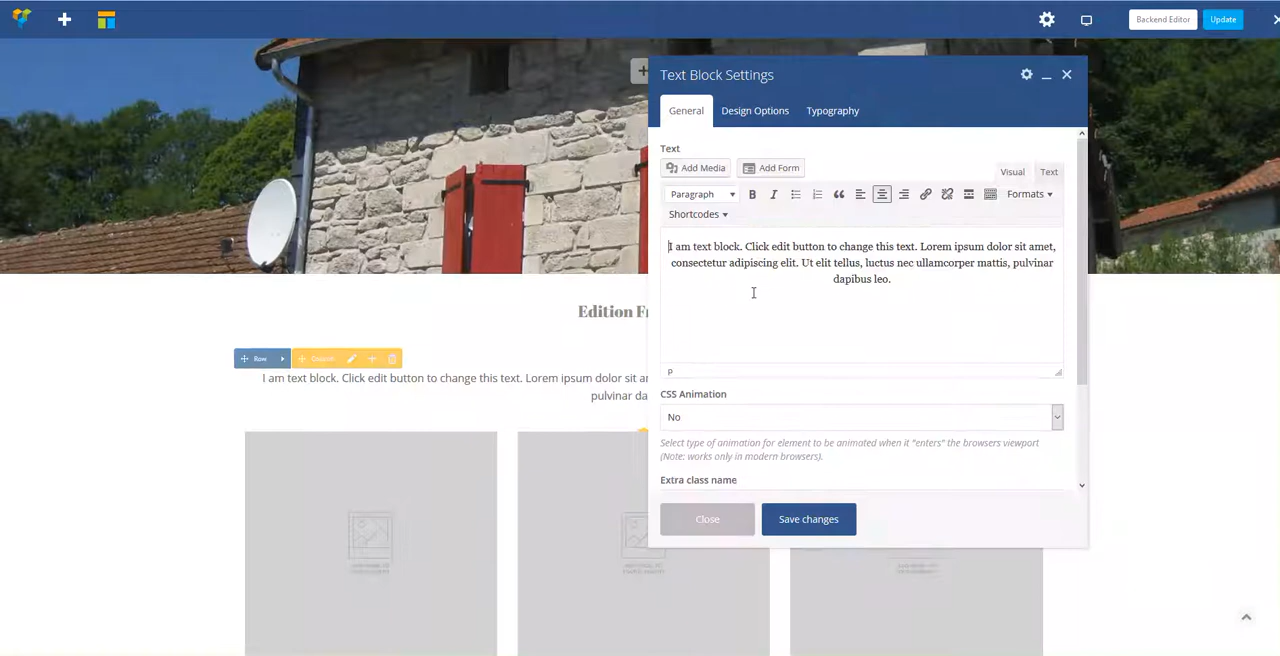 Backend Editor
Update
Text Block Settings
General
Design Options
Typography
Text
Add Media
Add Form
Visual
Text
Paragraph
B
I
Formats
Shortcodes
I am text block. Click edit button to change this text. Lorem ipsum dolor sit amet,
consectetur adipiscing elit. Ut elit tellus, luctus nec ullamcorper mattis, pulvinar
dapibus leo.
p
CSS Animation
No
Select type of animation for element to be animated when it "enters" the browsers viewport
(Note: works only in modern browsers).
Extra class name
Close
Save changes
Edition
Row
Column
I am text block. Click edit button to change this text. Lorem ipsum dolor sit
pulvinar